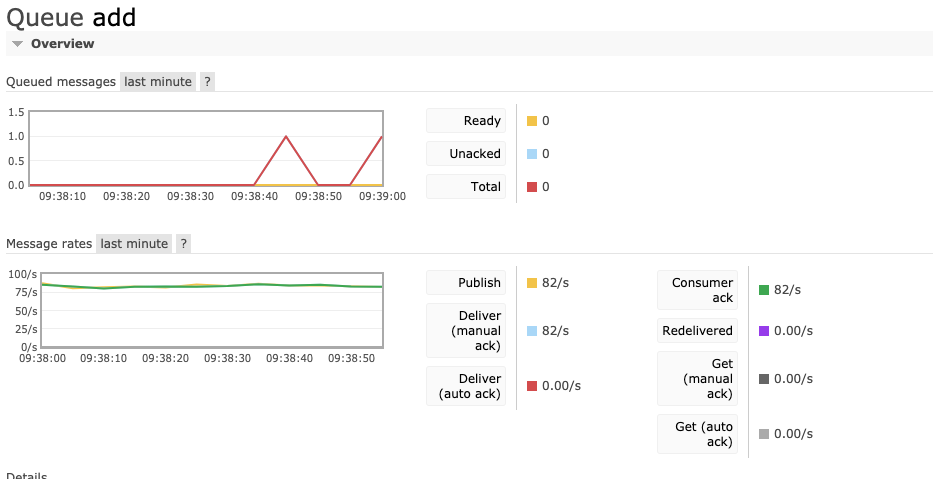 Queue add
Overview
Queued messages last minute ?
1.5
1.0
0.5
0.0
09:38:10 09:38:20 09:38:30 09:38:40 09:38:50 09:39:00
Ready 0
Unacked 0
Total 0
Message rates last minute ?
100/s
75/s
50/s
25/s
0/s
09:38:00 09:38:10 09:38:20 09:38:30 09:38:40 09:38:50
Publish 82/s
Deliver
(manual 82/s
ack)
Deliver
(auto ack) 0.00/s
Consumer
ack 82/s
Redelivered 0.00/s
Get
(manual 0.00/s
ack)
Get (auto
ack) 0.00/s
Details